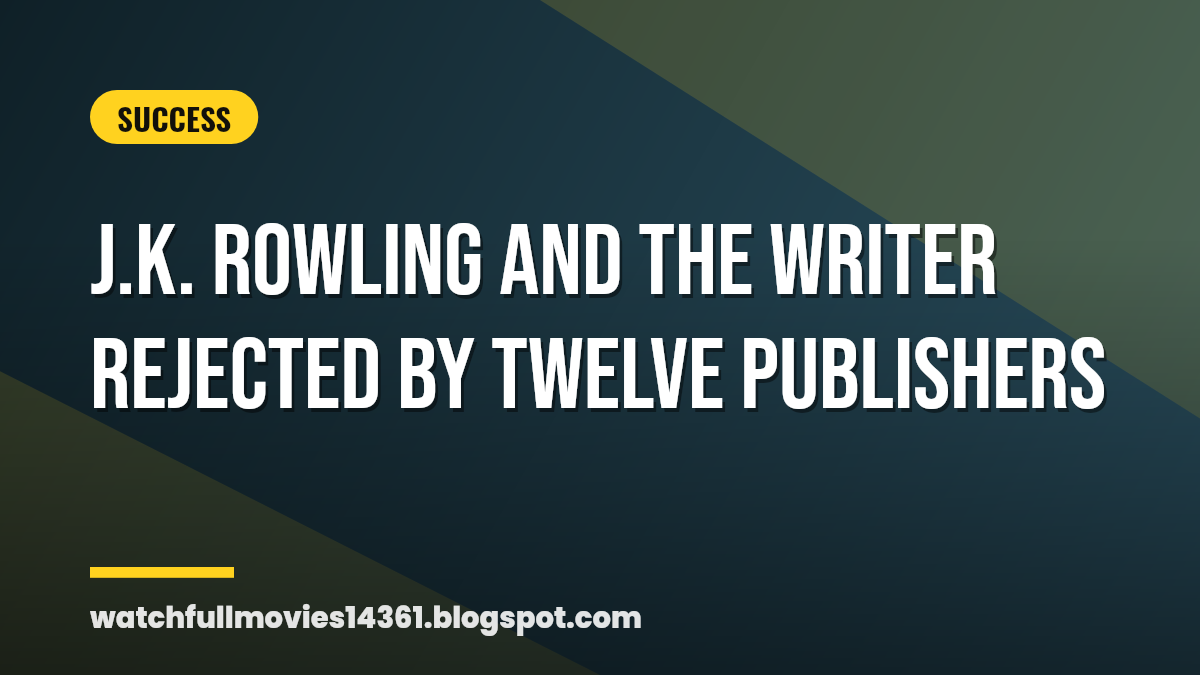 SUCCESS
J.K. ROWLING AND THE WRITER
REJECTED BY TWELVE PUBLISHERS
watchfullmovies14361.blogspot.com